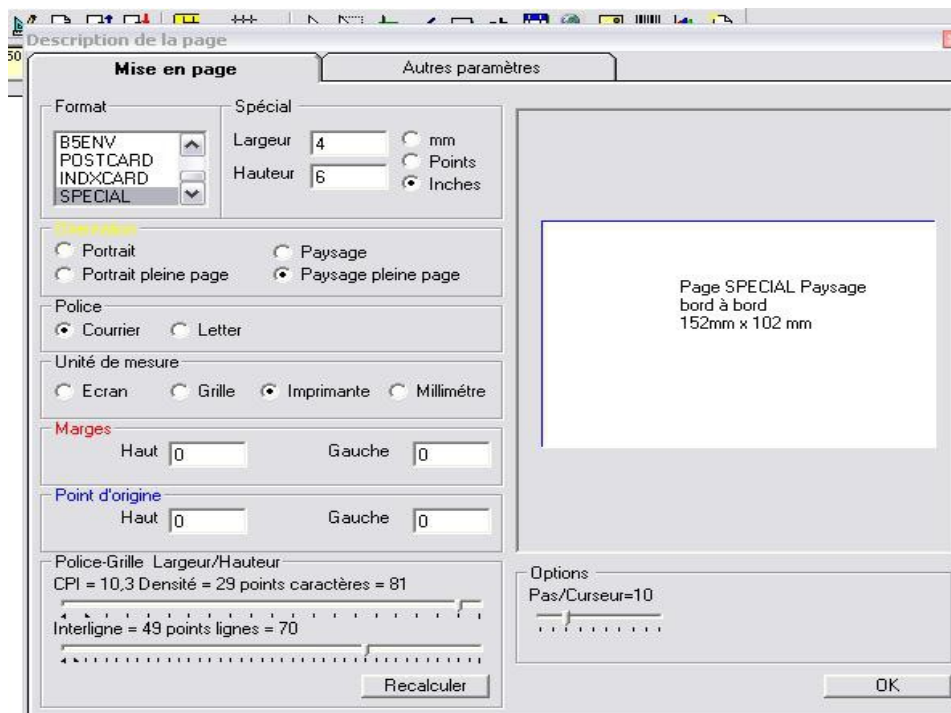 Description de la page
50
Mise en page
Autres paramètres
Format
B5ENV
POSTCARD
INDXCARD
SPECIAL
Spécial
Largeur 4
Hauteur 6
mm
Points
Inches
Portrait
Paysage
Portrait pleine page
Paysage pleine page
Police
Courrier
Letter
Unité de mesure
Ecran
Grille
Imprimante
Millimétre
Marges
Haut 0
Gauche 0
Point d'origine
Haut 0
Gauche 0
Police-Grille Largeur/Hauteur
CPI = 10,3 Densité = 29 points caractères = 81
Interligne = 49 points lignes = 70
Recalculer
Page SPECIAL Paysage
bord à bord
152mm x 102 mm
Options
Pas/Curseur=10
OK